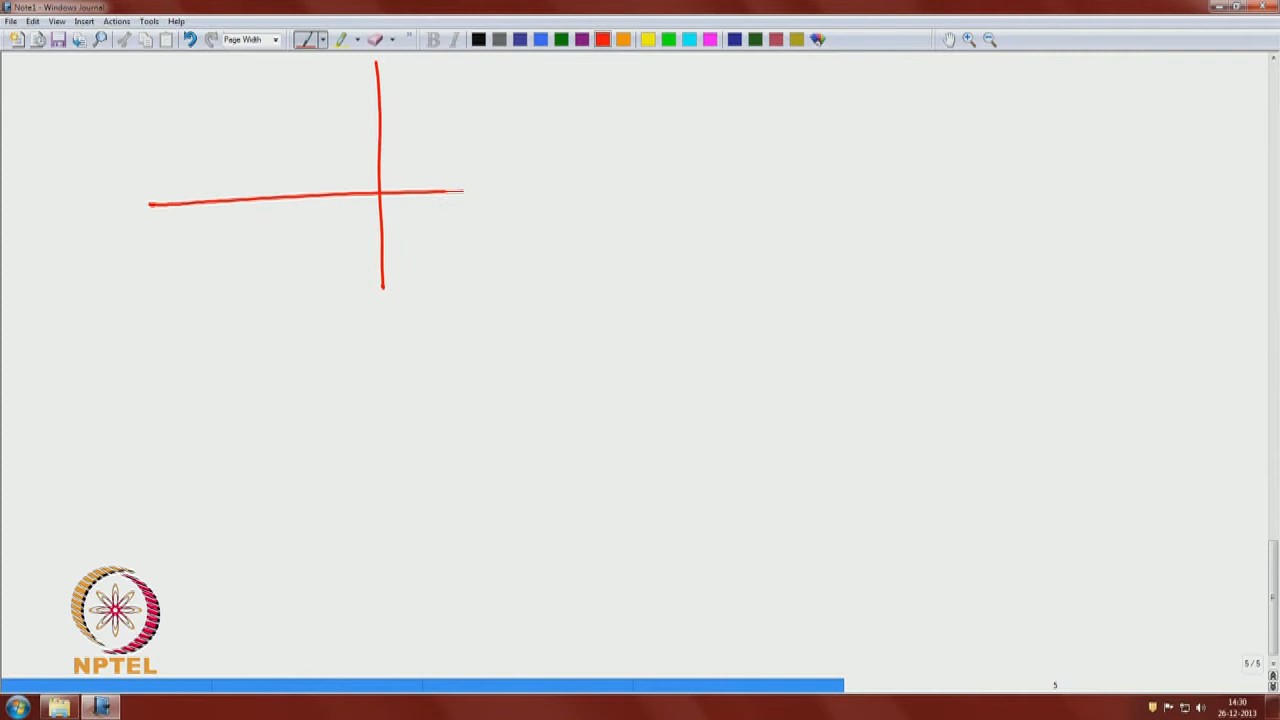 Note1 - Windows Journal
File Edit View Insert Actions Tools Help
Page Width
B I
NPTEL
5 / 5
5
14:30
26-12-2013